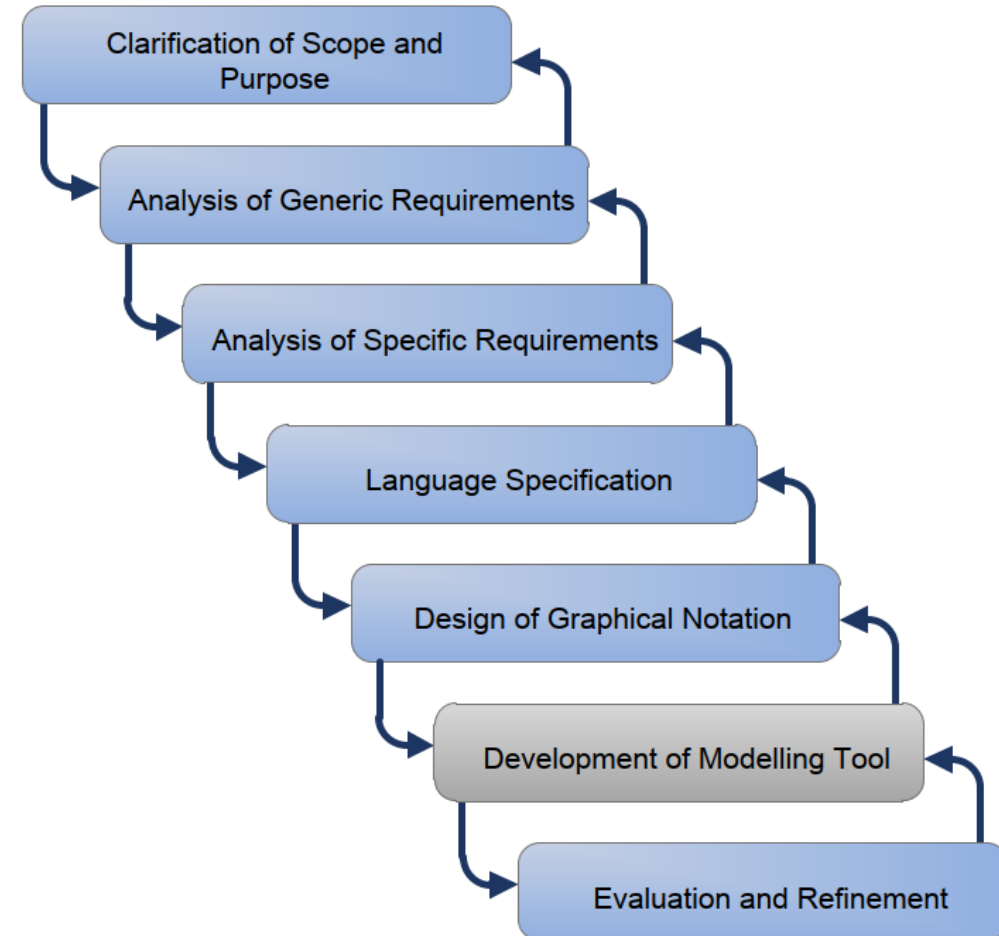 Clarification of Scope and
Purpose
Analysis of Generic Requirements
Analysis of Specific Requirements
Language Specification
Design of Graphical Notation
Development of Modelling Tool
Evaluation and Refinement